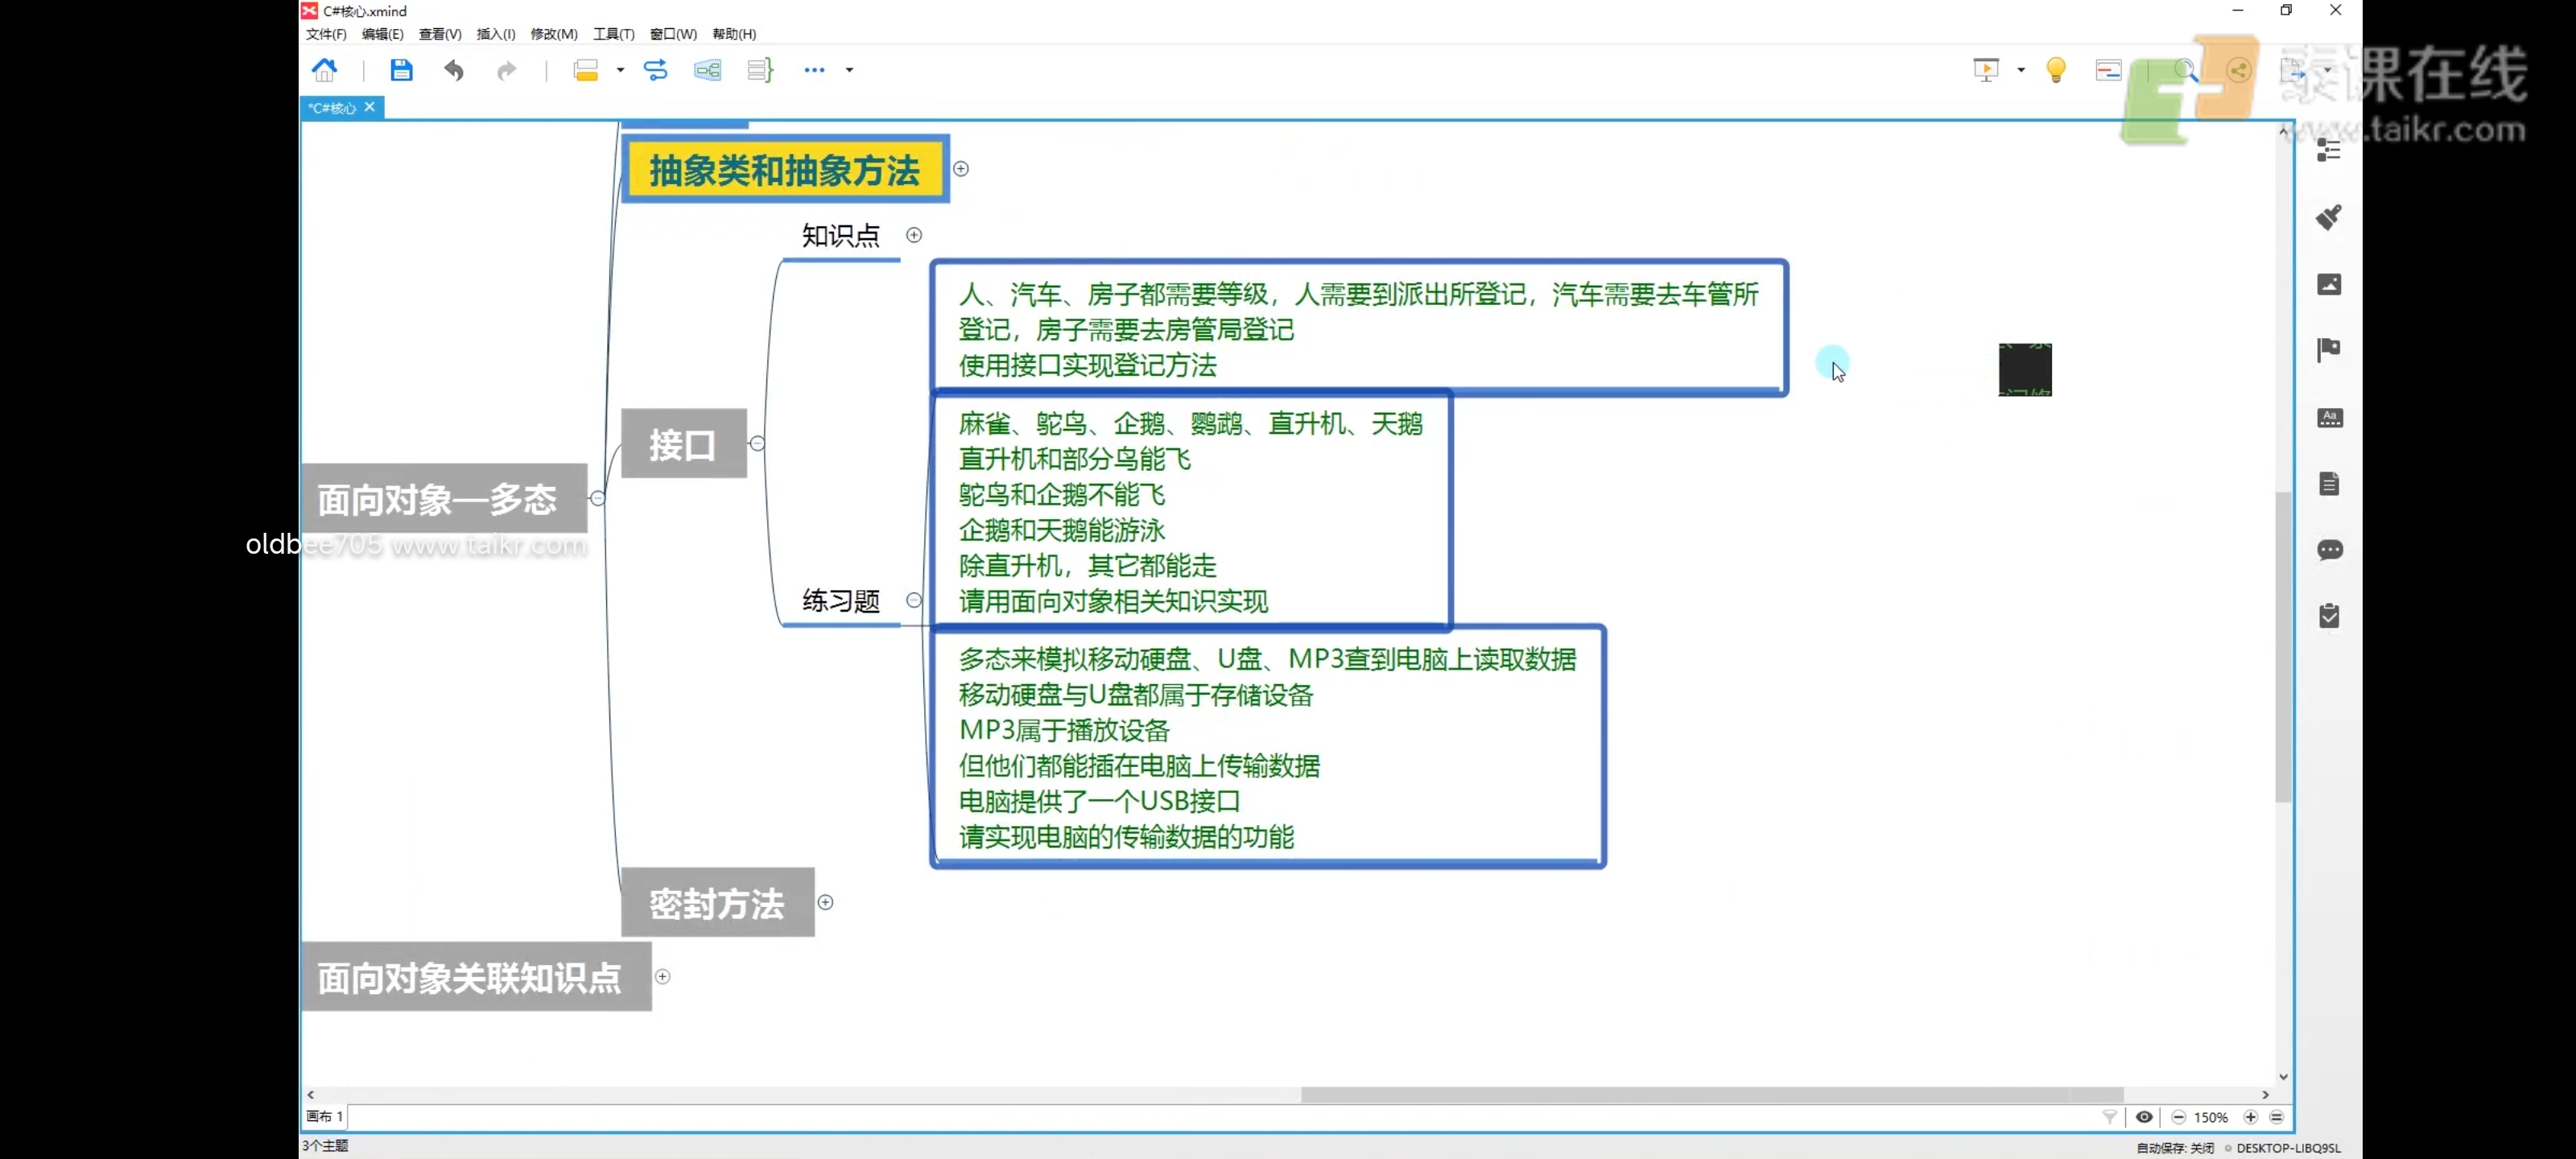 C#核心.xmind
文件(F) 编辑(E) 查看(V) 插入(I) 修改(M) 工具(T) 窗口(W) 帮助(H)
泰课在线
www.taikr.com
*C#核心
抽象类和抽象方法
知识点
人、汽车、房子都需要等级，人需要到派出所登记，汽车需要去车管所
登记，房子需要去房管局登记
使用接口实现登记方法
麻雀、鸵鸟、企鹅、鹦鹉、直升机、天鹅
直升机和部分鸟能飞
鸵鸟和企鹅不能飞
企鹅和天鹅能游泳
除直升机，其它都能走
请用面向对象相关知识实现
接口
面向对象—多态
oldbee705 www.taikr.com
练习题
多态来模拟移动硬盘、U盘、MP3查到电脑上读取数据
移动硬盘与U盘都属于存储设备
MP3属于播放设备
但他们都能插在电脑上传输数据
电脑提供了一个USB接口
请实现电脑的传输数据的功能
密封方法
面向对象关联知识点
画布 1
150%
3个主题
自动保存: 关闭 DESKTOP-LIBQ9SL